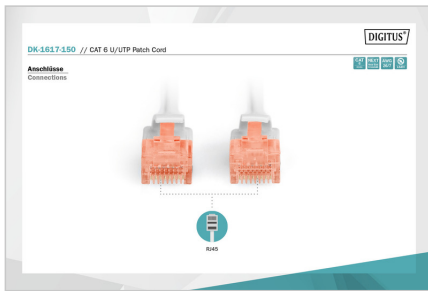 DIGITUS®
DK-1617-150 // CAT 6 U/UTP Patch Cord
Anschlüsse
Connections
RJ45